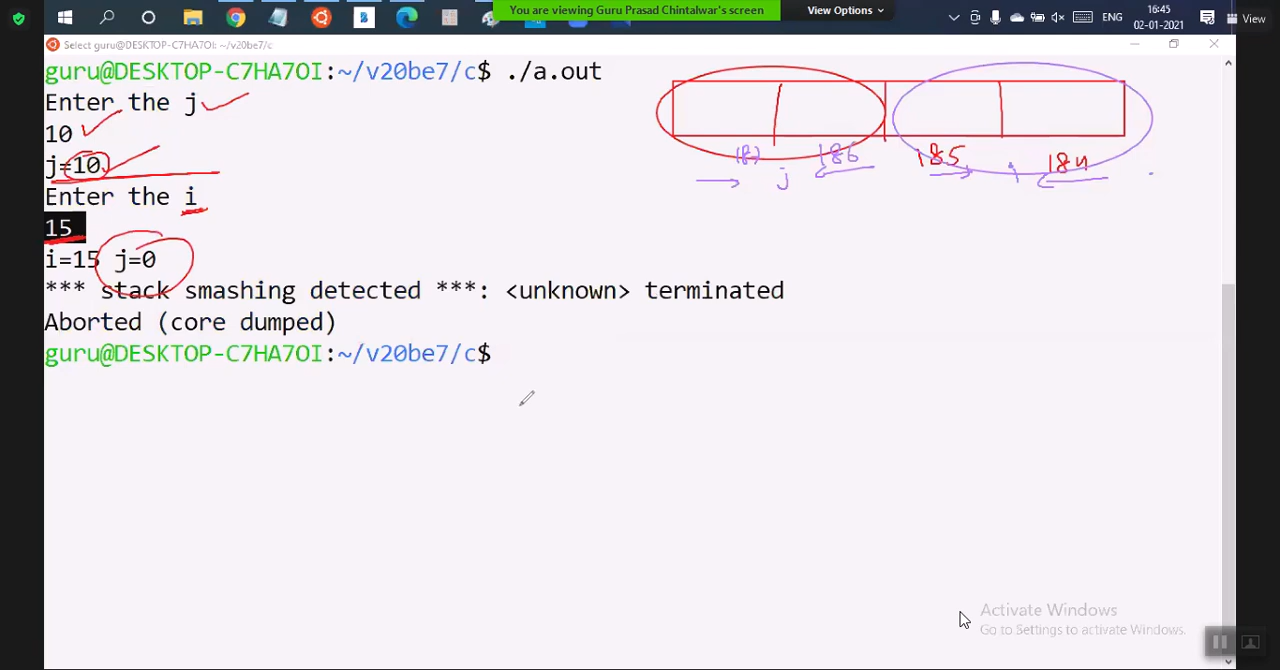 You are viewing Guru Prasad Chintalwar's screen
View Options
ENG
16:45
02-01-2021
View
Select guru@DESKTOP-C7HA7OI: ~/v20be7/c
guru@DESKTOP-C7HA7OI:~/v20be7/c$ ./a.out
Enter the j
10
j=10
Enter the i
15
i=15 j=0
*** stack smashing detected ***: <unknown> terminated
Aborted (core dumped)
guru@DESKTOP-C7HA7OI:~/v20be7/c$
186 185 184
j
Activate Windows
Go to Settings to activate Windows.